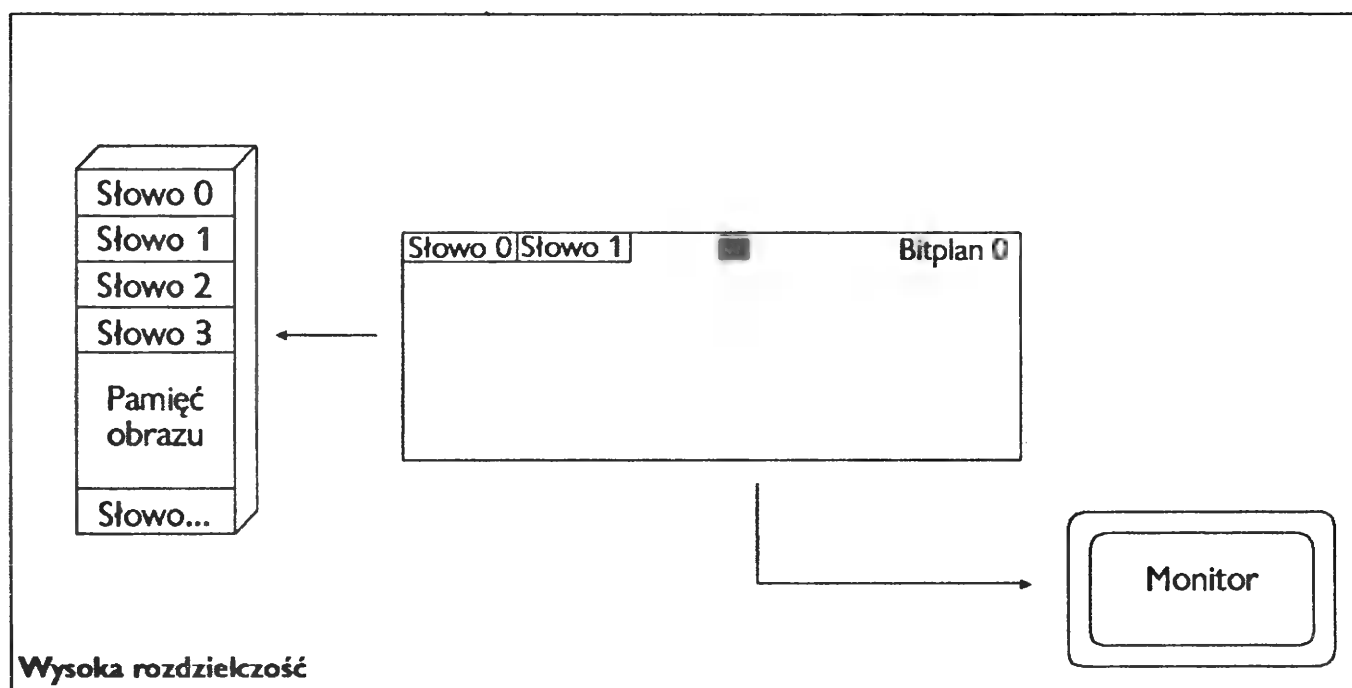 Słowo 0
Słowo 1
Słowo 2
Słowo 3
Pamięć
obrazu
Słowo...
Słowo 0 Słowo 1 Bitplan 0
Monitor
Wysoka rozdzielczość